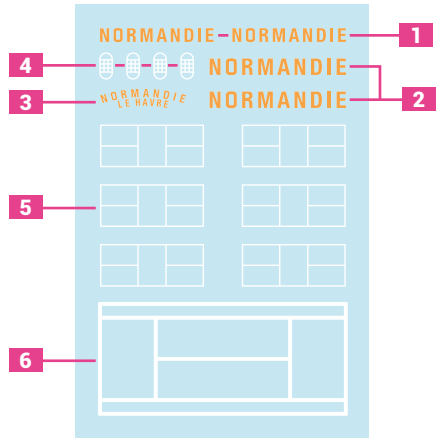 NORMANDIE NORMANDIE 1
4 NORMANDIE
3 NORMANDIE
LE HAVRE
NORMANDIE 2
5
6